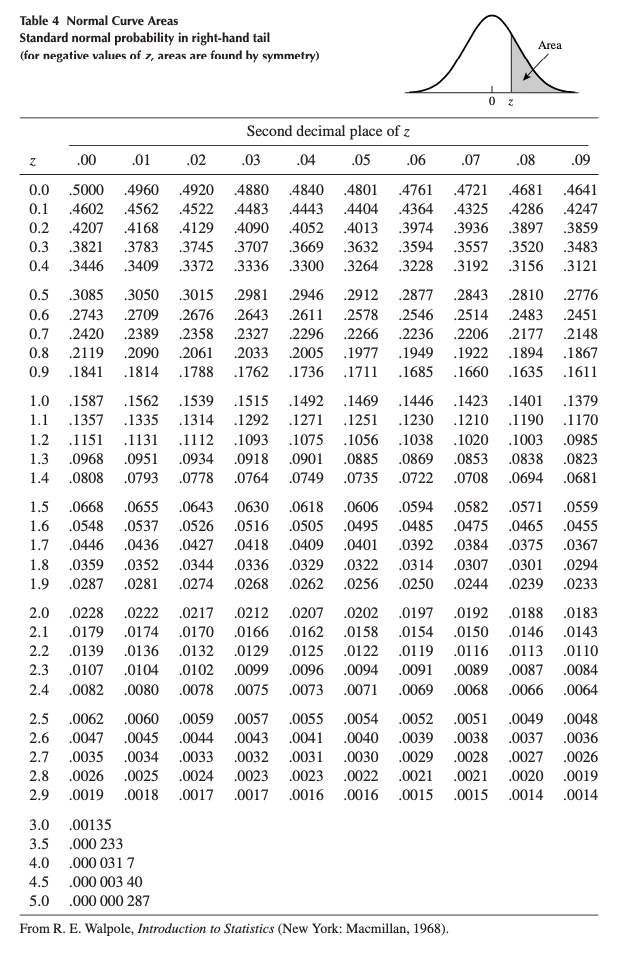 Table 4 Normal Curve Areas
Standard normal probability in right-hand tail
(for negative values of z, areas are found by symmetry)
Area
0 z
Second decimal place of z
z .00 .01 .02 .03 .04 .05 .06 .07 .08 .09
0.0 .5000 .4960 .4920 .4880 .4840 .4801 .4761 .4721 .4681 .4641
0.1 .4602 .4562 .4522 .4483 .4443 .4404 .4364 .4325 .4286 .4247
0.2 .4207 .4168 .4129 .4090 .4052 .4013 .3974 .3936 .3897 .3859
0.3 .3821 .3783 .3745 .3707 .3669 .3632 .3594 .3557 .3520 .3483
0.4 .3446 .3409 .3372 .3336 .3300 .3264 .3228 .3192 .3156 .3121
0.5 .3085 .3050 .3015 .2981 .2946 .2912 .2877 .2843 .2810 .2776
0.6 .2743 .2709 .2676 .2643 .2611 .2578 .2546 .2514 .2483 .2451
0.7 .2420 .2389 .2358 .2327 .2296 .2266 .2236 .2206 .2177 .2148
0.8 .2119 .2090 .2061 .2033 .2005 .1977 .1949 .1922 .1894 .1867
0.9 .1841 .1814 .1788 .1762 .1736 .1711 .1685 .1660 .1635 .1611
1.0 .1587 .1562 .1539 .1515 .1492 .1469 .1446 .1423 .1401 .1379
1.1 .1357 .1335 .1314 .1292 .1271 .1251 .1230 .1210 .1190 .1170
1.2 .1151 .1131 .1112 .1093 .1075 .1056 .1038 .1020 .1003 .0985
1.3 .0968 .0951 .0934 .0918 .0901 .0885 .0869 .0853 .0838 .0823
1.4 .0808 .0793 .0778 .0764 .0749 .0735 .0722 .0708 .0694 .0681
1.5 .0668 .0655 .0643 .0630 .0618 .0606 .0594 .0582 .0571 .0559
1.6 .0548 .0537 .0526 .0516 .0505 .0495 .0485 .0475 .0465 .0455
1.7 .0446 .0436 .0427 .0418 .0409 .0401 .0392 .0384 .0375 .0367
1.8 .0359 .0352 .0344 .0336 .0329 .0322 .0314 .0307 .0301 .0294
1.9 .0287 .0281 .0274 .0268 .0262 .0256 .0250 .0244 .0239 .0233
2.0 .0228 .0222 .0217 .0212 .0207 .0202 .0197 .0192 .0188 .0183
2.1 .0179 .0174 .0170 .0166 .0162 .0158 .0154 .0150 .0146 .0143
2.2 .0139 .0136 .0132 .0129 .0125 .0122 .0119 .0116 .0113 .0110
2.3 .0107 .0104 .0102 .0099 .0096 .0094 .0091 .0089 .0087 .0084
2.4 .0082 .0080 .0078 .0075 .0073 .0071 .0069 .0068 .0066 .0064
2.5 .0062 .0060 .0059 .0057 .0055 .0054 .0052 .0051 .0049 .0048
2.6 .0047 .0045 .0044 .0043 .0041 .0040 .0039 .0038 .0037 .0036
2.7 .0035 .0034 .0033 .0032 .0031 .0030 .0029 .0028 .0027 .0026
2.8 .0026 .0025 .0024 .0023 .0023 .0022 .0021 .0021 .0020 .0019
2.9 .0019 .0018 .0017 .0017 .0016 .0016 .0015 .0015 .0014 .0014
3.0 .00135
3.5 .000 233
4.0 .000 031 7
4.5 .000 003 40
5.0 .000 000 287
From R. E. Walpole, Introduction to Statistics (New York: Macmillan, 1968).